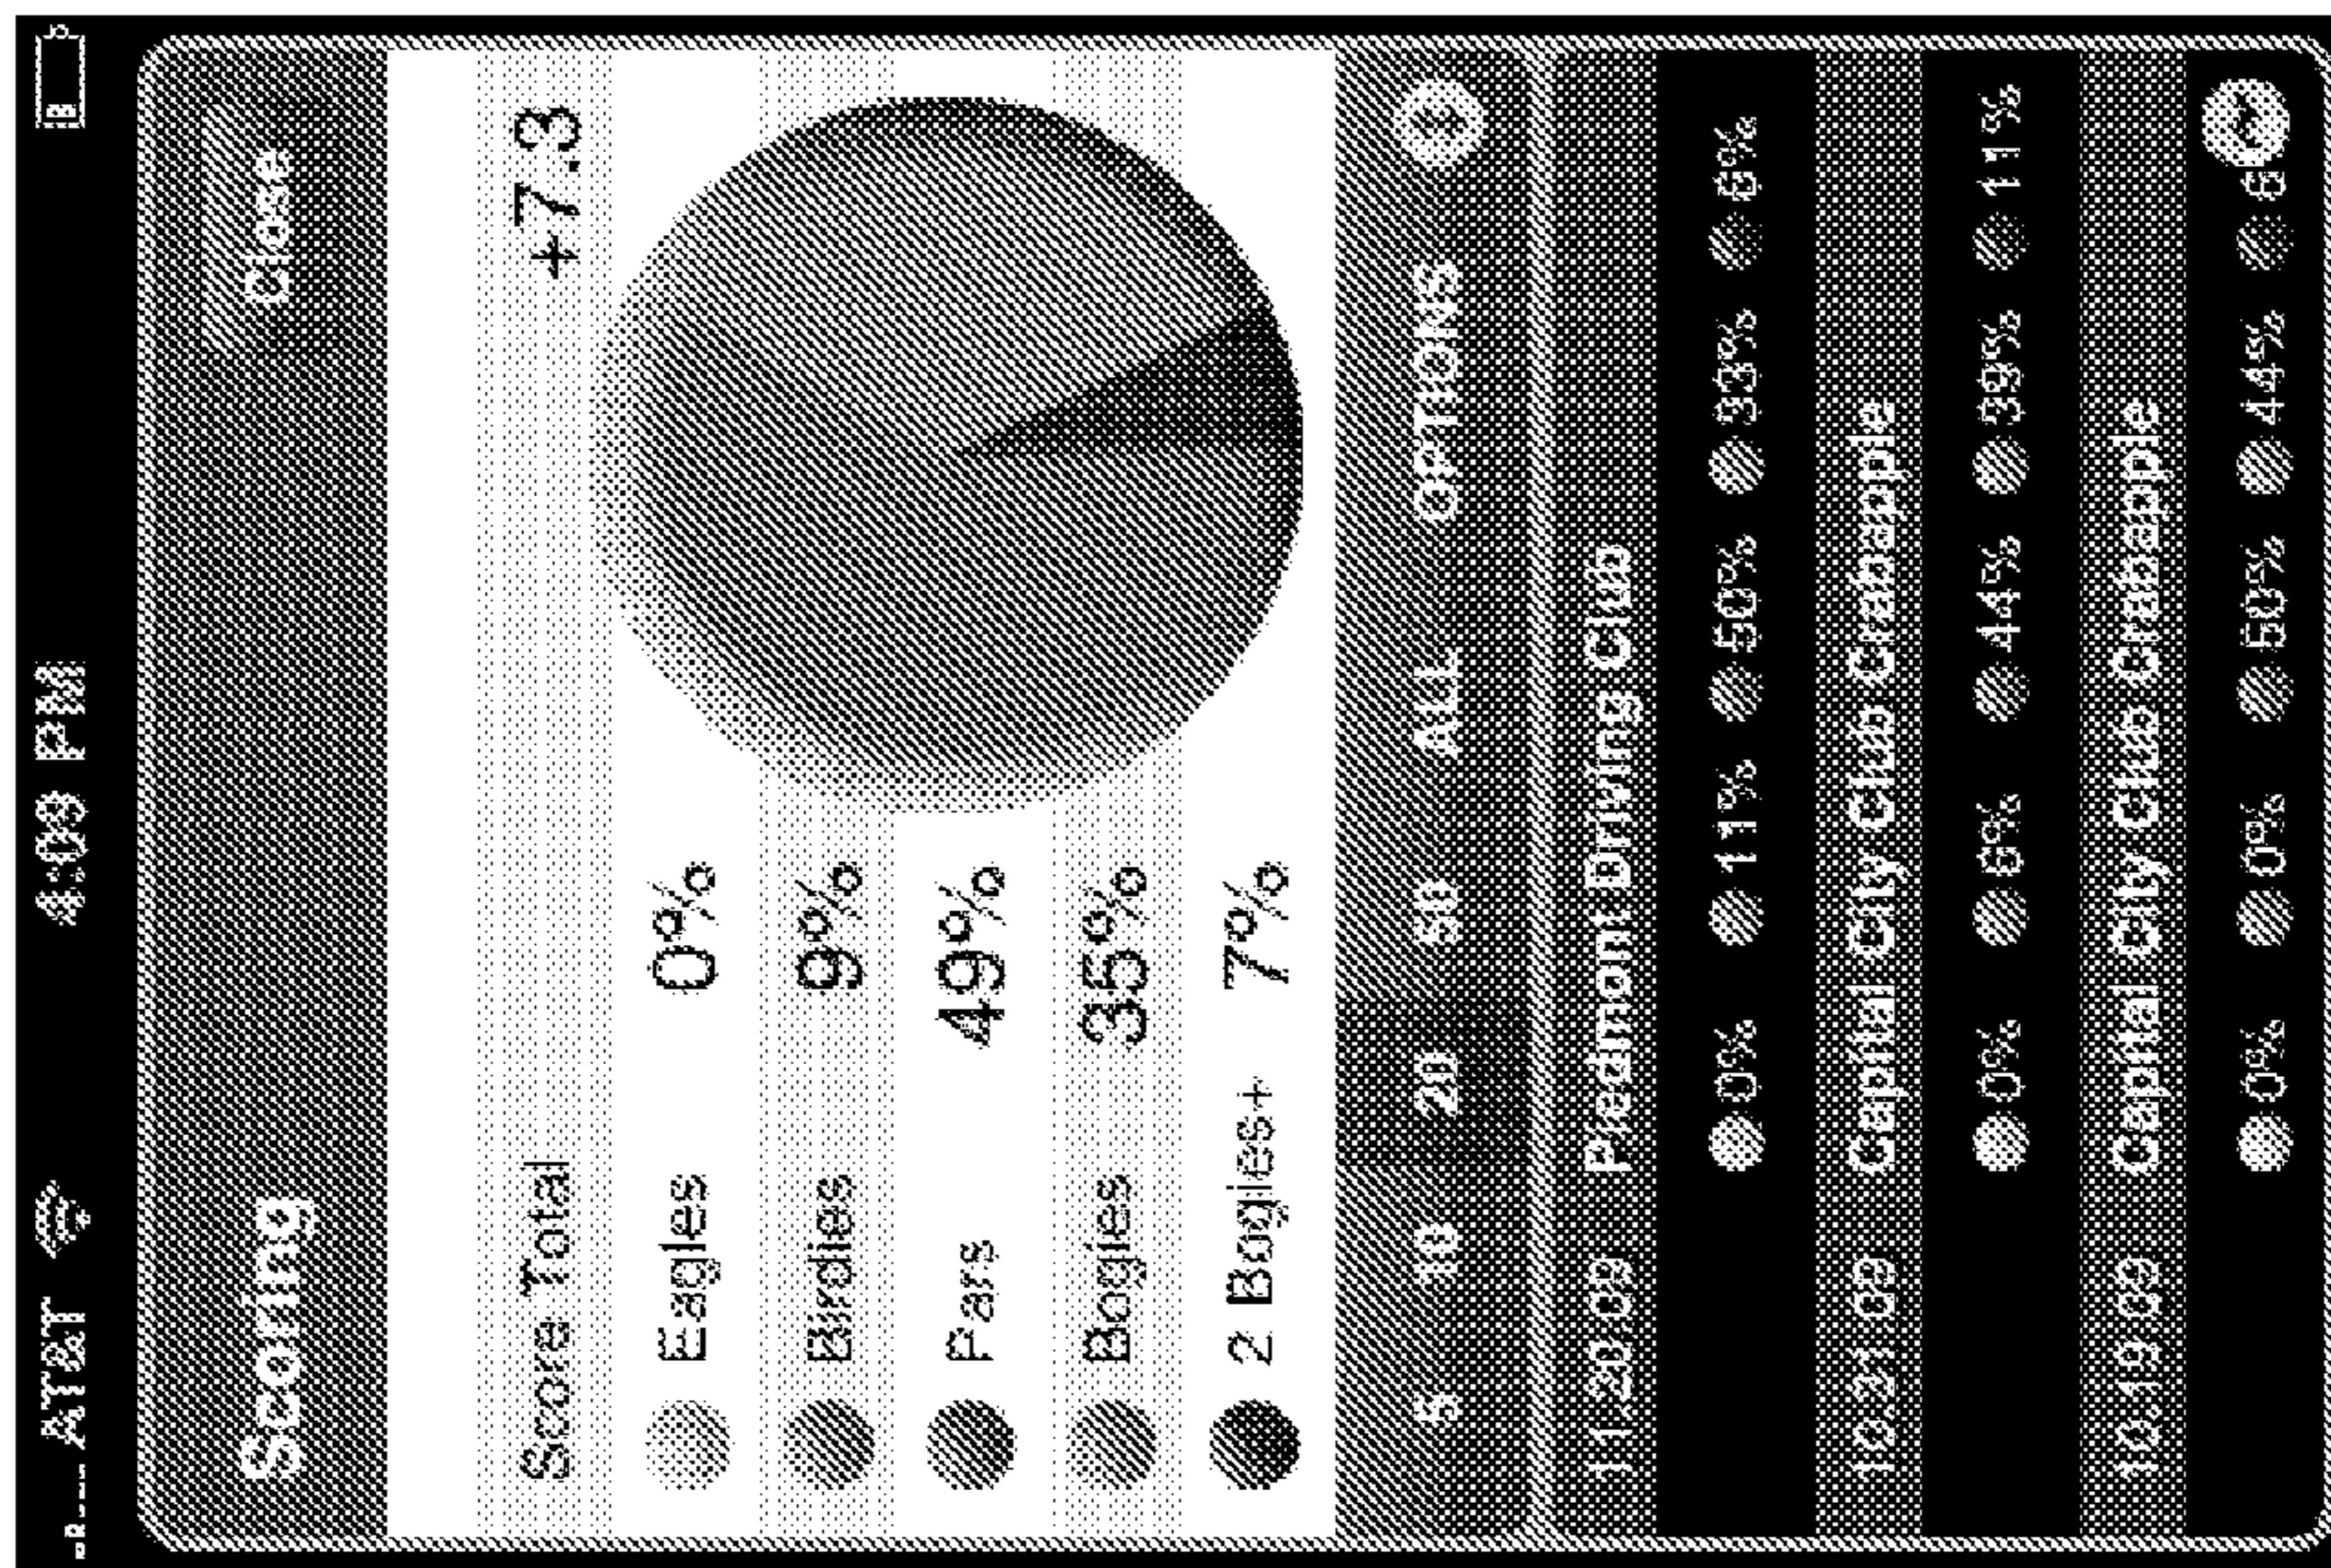 AT&T 4:09 PM
Scoring Close
Score Total +7.3
Eagles 0%
Birdies 9%
Pars 49%
Bogies 35%
2 Bogies+ 7%
5 10 20 50 ALL OPTIONS
11.20.09 Piedmont Driving Club
0% 11% 50% 33% 6%
10.21.09 Capital City Club Crabapple
0% 6% 44% 39% 11%
10.19.09 Capital City Club Crabapple
0% 0% 50% 44% 6